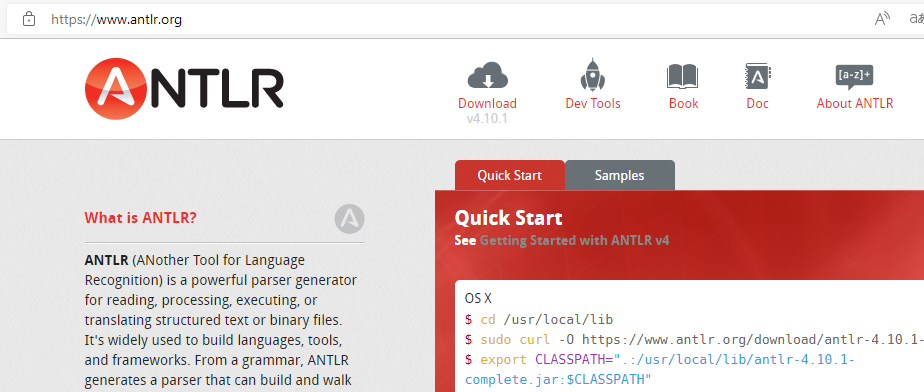 https://www.antlr.org
ANTLR
Download
v4.10.1
Dev Tools
Book
A
Doc
[a-z]+
About ANTLR
Quick Start
Samples
What is ANTLR?
ANTLR (ANother Tool for Language
Recognition) is a powerful parser generator
for reading, processing, executing, or
translating structured text or binary files.
It's widely used to build languages, tools,
and frameworks. From a grammar, ANTLR
generates a parser that can build and walk
Quick Start
See Getting Started with ANTLR v4
OS X
$ cd /usr/local/lib
$ sudo curl -O https://www.antlr.org/download/antlr-4.10.1-
$ export CLASSPATH=".:/usr/local/lib/antlr-4.10.1-
complete.jar:$CLASSPATH"